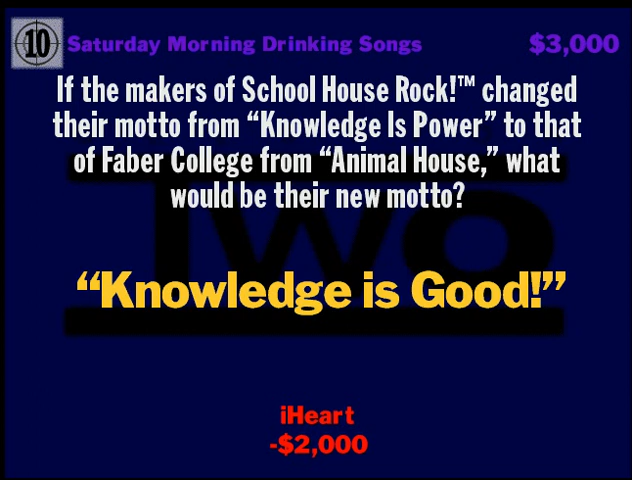 10 Saturday Morning Drinking Songs $3,000
If the makers of School House Rock!™ changed
their motto from “Knowledge Is Power” to that
of Faber College from “Animal House,” what
would be their new motto?
Two
“Knowledge is Good!”
iHeart
-$2,000